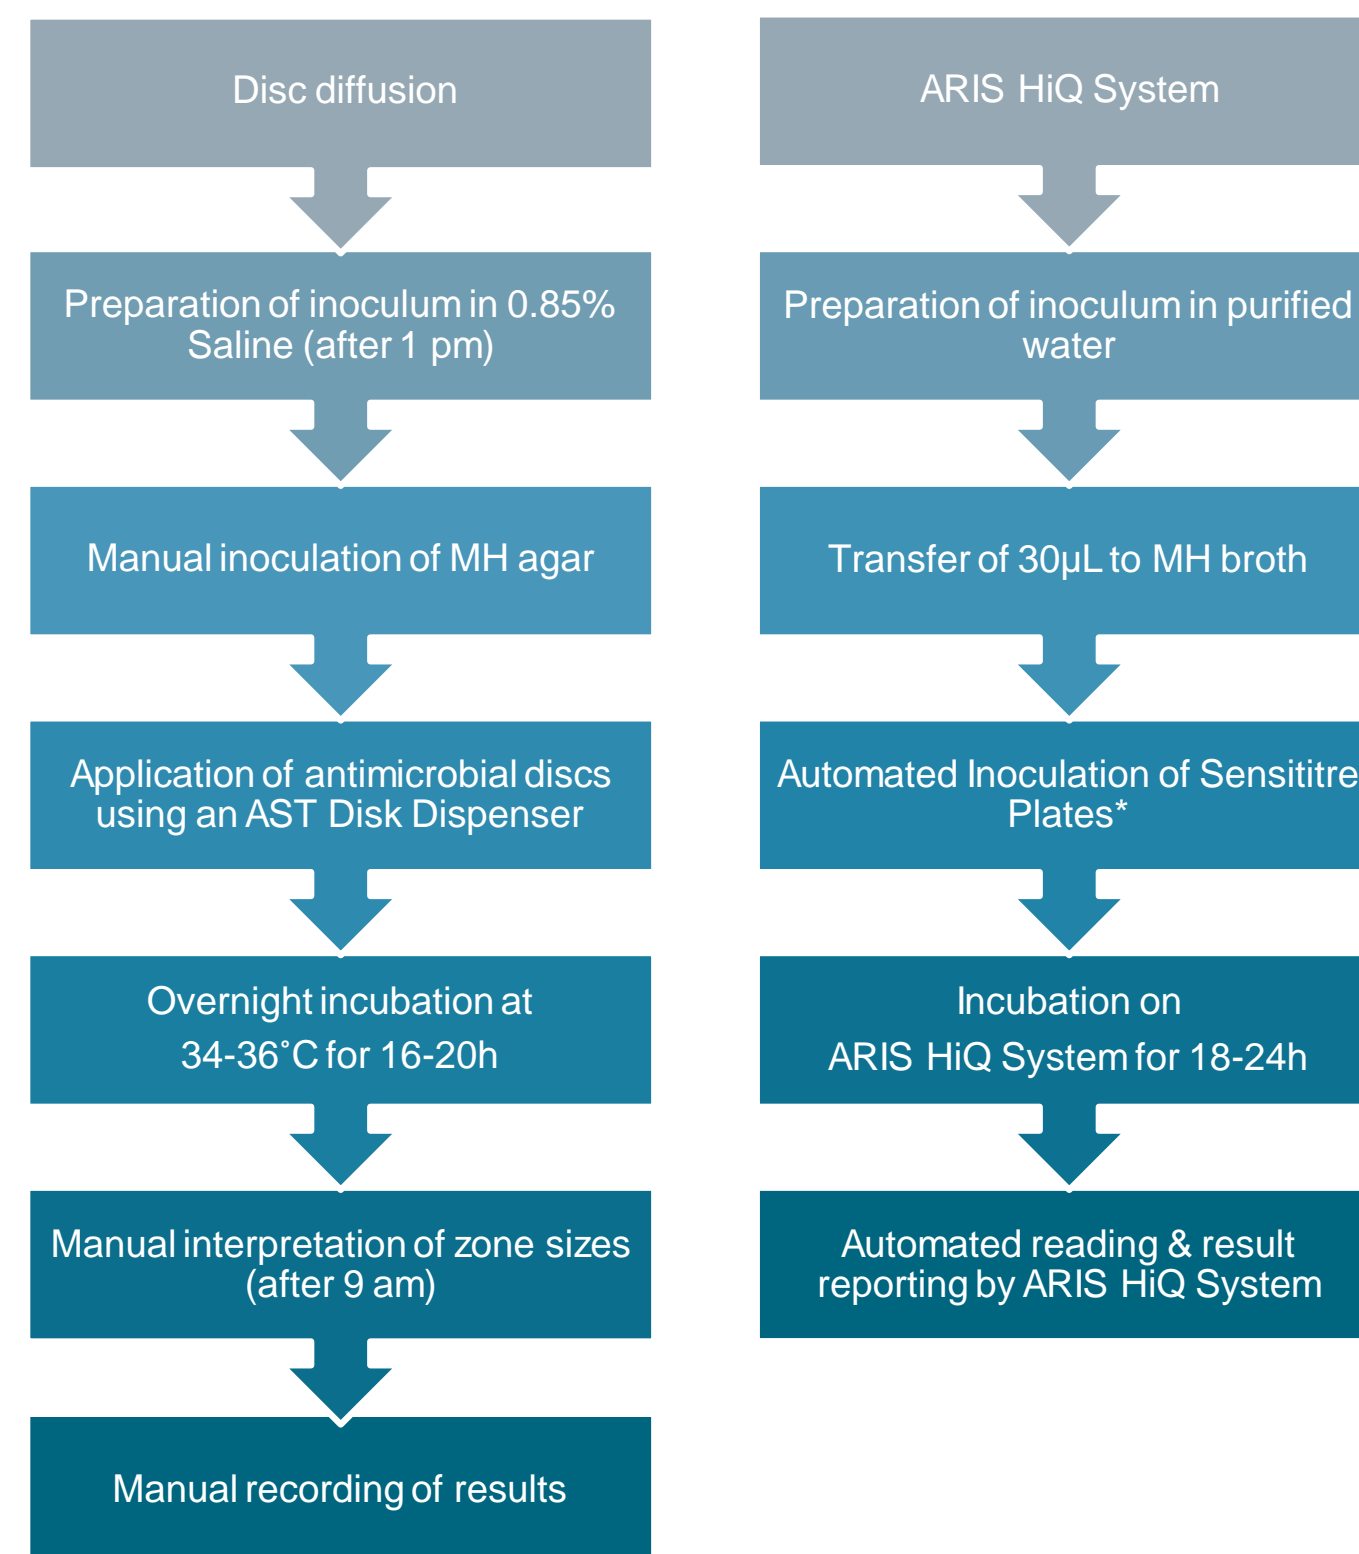 Disc diffusion
Preparation of inoculum in 0.85%
Saline (after 1 pm)
Manual inoculation of MH agar
Application of antimicrobial discs
using an AST Disk Dispenser
Overnight incubation at
34-36˚C for 16-20h
Manual interpretation of zone sizes
(after 9 am)
Manual recording of results
ARIS HiQ System
Preparation of inoculum in purified
water
Transfer of 30µL to MH broth
Automated Inoculation of Sensititre
Plates*
Incubation on
ARIS HiQ System for 18-24h
Automated reading & result
reporting by ARIS HiQ System